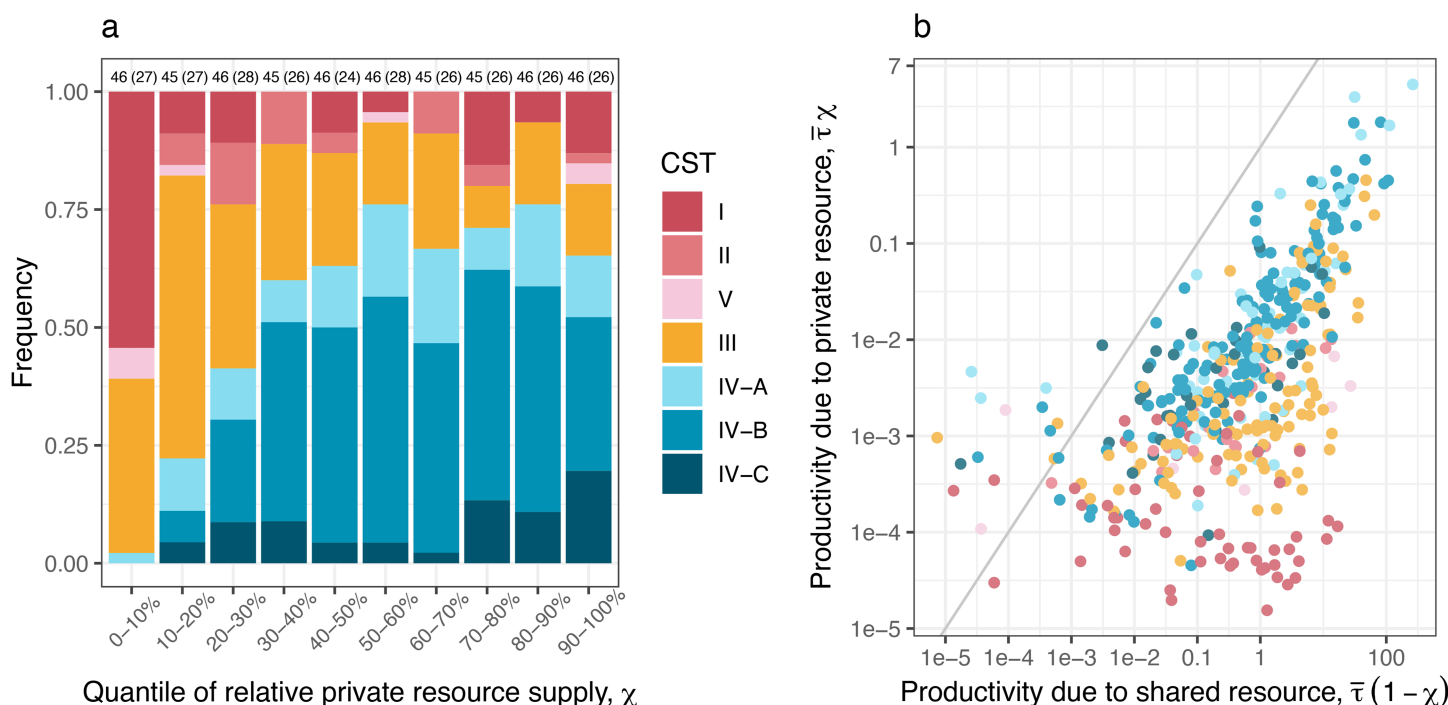 a
46 (27) 45 (27) 46 (28) 45 (26) 46 (24) 46 (28) 45 (26) 45 (26) 46 (26) 46 (26)
1.00
0.75
0.50
0.25
0.00
Frequency
0−10% 10−20% 20−30% 30−40% 40−50% 50−60% 60−70% 70−80% 80−90% 90−100%
Quantile of relative private resource supply, χ
CST
I
II
V
III
IV−A
IV−B
IV−C
b
7
1
0.1
1e−2
1e−3
1e−4
1e−5
Productivity due to private resource, τ̅ χ
1e−5 1e−4 1e−3 1e−2 0.1 1 100
Productivity due to shared resource, τ̅ (1 − χ)